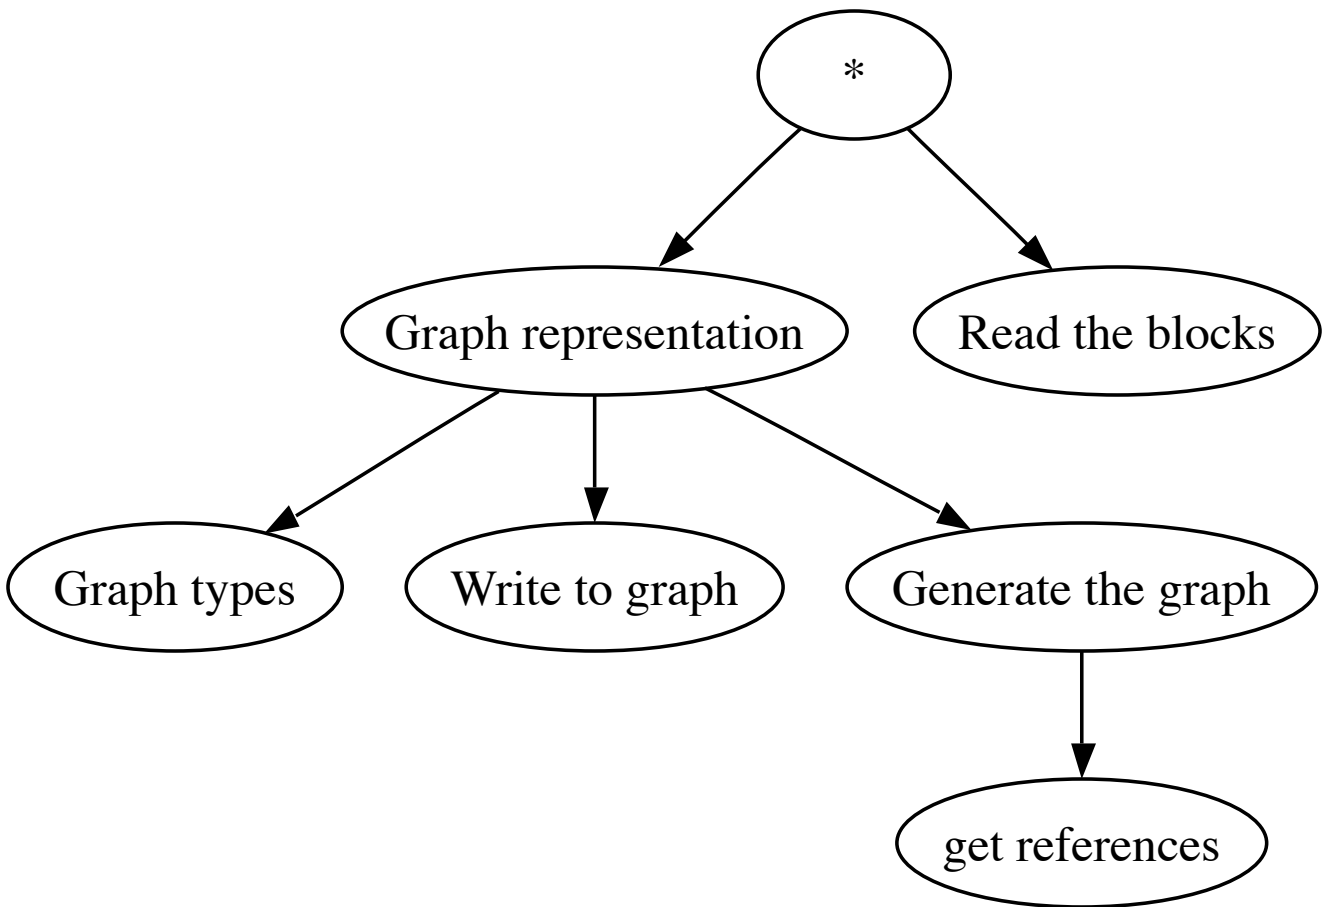 *
Graph representation
Read the blocks
Graph types
Write to graph
Generate the graph
get references